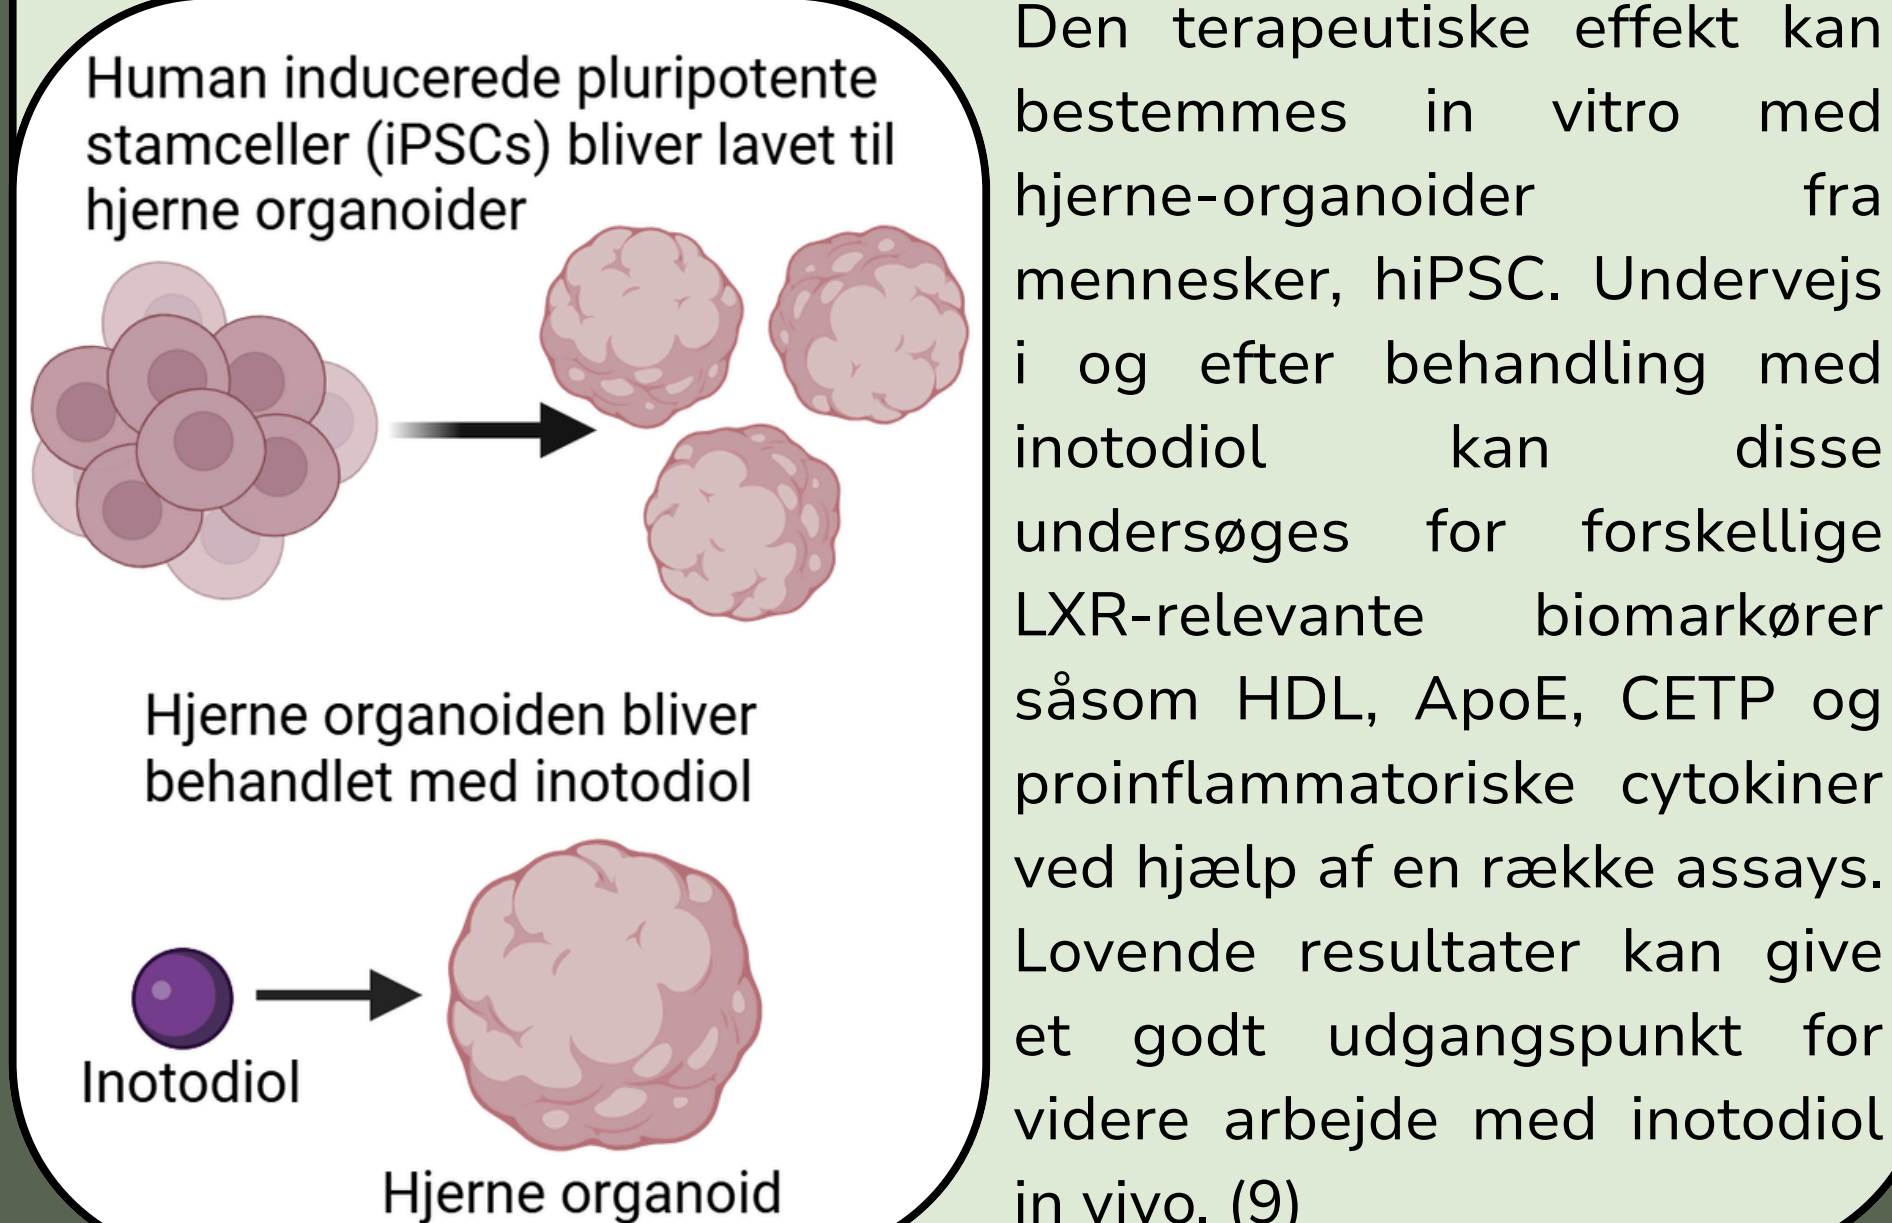 Human inducerede pluripotente
stamceller (iPSCs) bliver lavet til
hjerne organoider
Hjerne organoiden bliver
behandlet med inotodiol
Inotodiol
Hjerne organoid
Den terapeutiske effekt kan
bestemmes in vitro med
hjerne-organoider fra
mennesker, hiPSC. Undervejs
i og efter behandling med
inotodiol kan disse
undersøges for forskellige
LXR-relevante biomarkører
såsom HDL, ApoE, CETP og
proinflammatoriske cytokiner
ved hjælp af en række assays.
Lovende resultater kan give
et godt udgangspunkt for
videre arbejde med inotodiol
in vivo. (9)